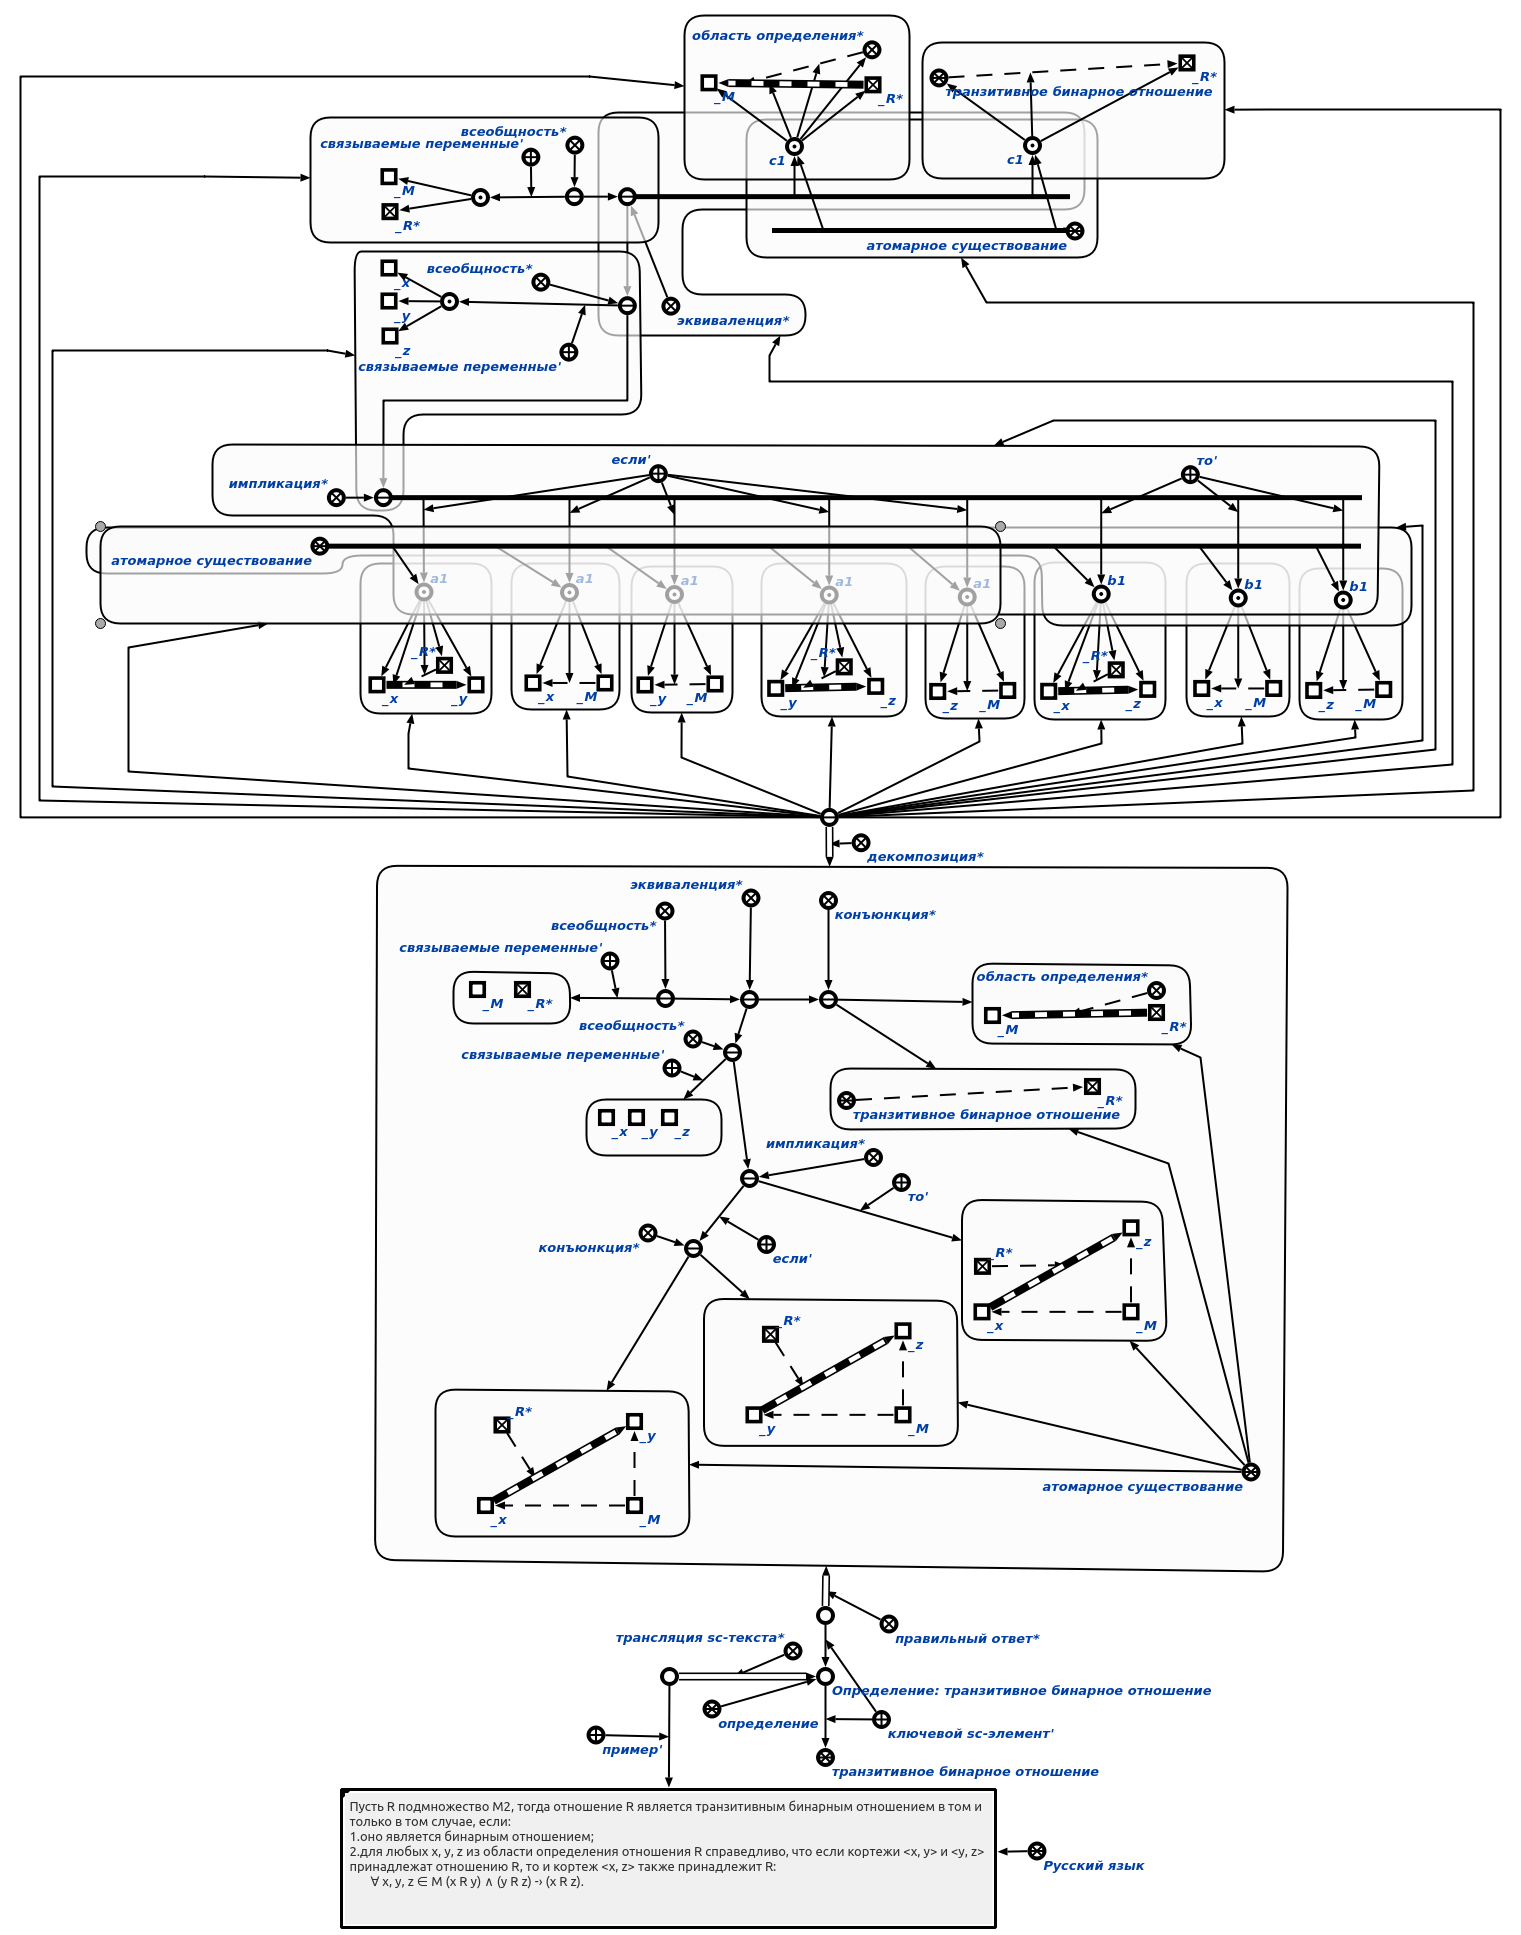 область определения*
_M
_R*
c1
_R*
транзитивное бинарное отношение
c1
всеобщность*
связываемые переменные'
_M
_R*
атомарное существование
_x
всеобщность*
_y
_z
связываемые переменные'
эквиваленция*
если'
то'
импликация*
атомарное существование
a1
a1
a1
a1
a1
b1
b1
b1
_R*
_x
_y
_x
_M
_y
_M
_R*
_y
_z
_z
_M
_R*
_x
_z
_x
_M
_z
_M
декомпозиция*
эквиваленция*
всеобщность*
конъюнкция*
связываемые переменные'
_M
_R*
область определения*
_M
_R*
всеобщность*
связываемые переменные'
_x
_y
_z
_R*
транзитивное бинарное отношение
импликация*
то'
конъюнкция*
если'
_R*
_z
_x
_M
_R*
_z
_y
_M
_R*
_y
_x
_M
атомарное существование
правильный ответ*
трансляция sc-текста*
Определение: транзитивное бинарное отношение
определение
ключевой sc-элемент'
пример'
транзитивное бинарное отношение
Пусть R подмножество M2, тогда отношение R является транзитивным бинарным отношением в том и
только в том случае, если:
1.оно является бинарным отношением;
2.для любых x, y, z из области определения отношения R справедливо, что если кортежи <x, y> и <y, z>
принадлежат отношению R, то и кортеж <x, z> также принадлежит R:
∀ x, y, z ∈ M (x R y) ∧ (y R z) -› (x R z).
Русский язык